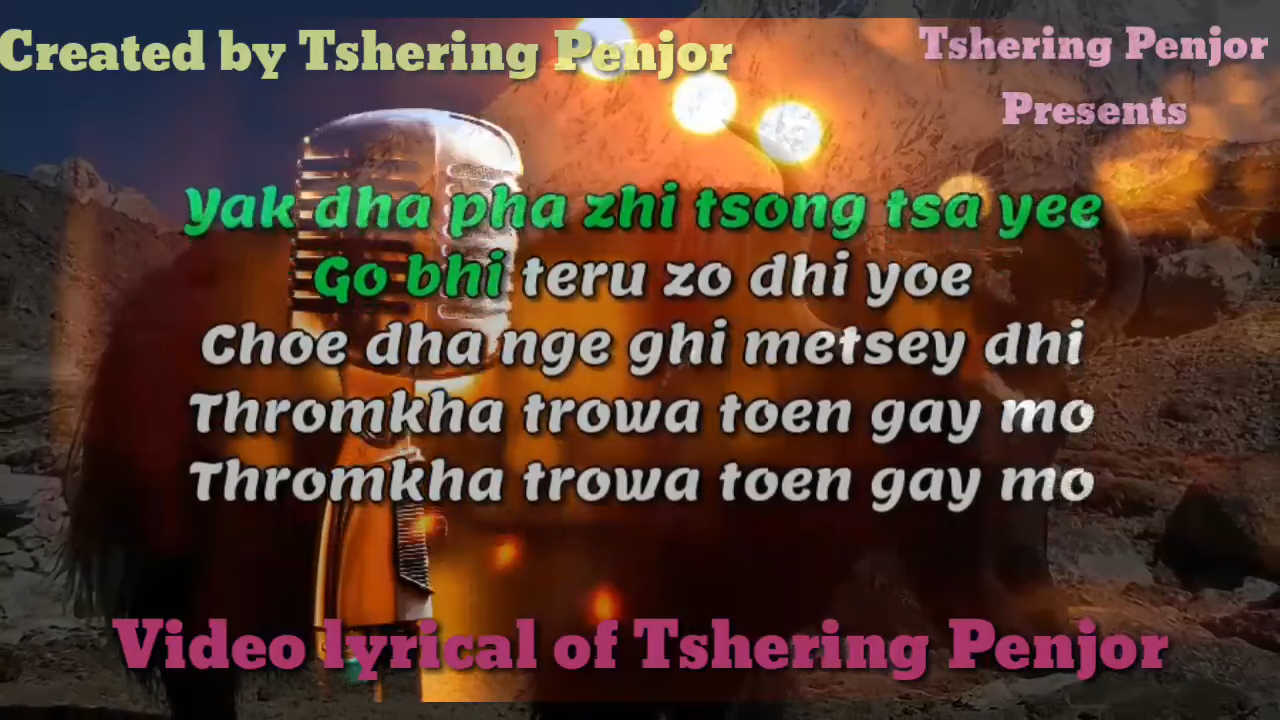 Created by Tshering Penjor
Tshering Penjor
Presents
Yak dha pha zhi tsong tsa yee
Go bhi teru zo dhi yoe
Choe dha nge ghi metsey dhi
Thromkha trowa toen gay mo
Thromkha trowa toen gay mo
Video lyrical of Tshering Penjor